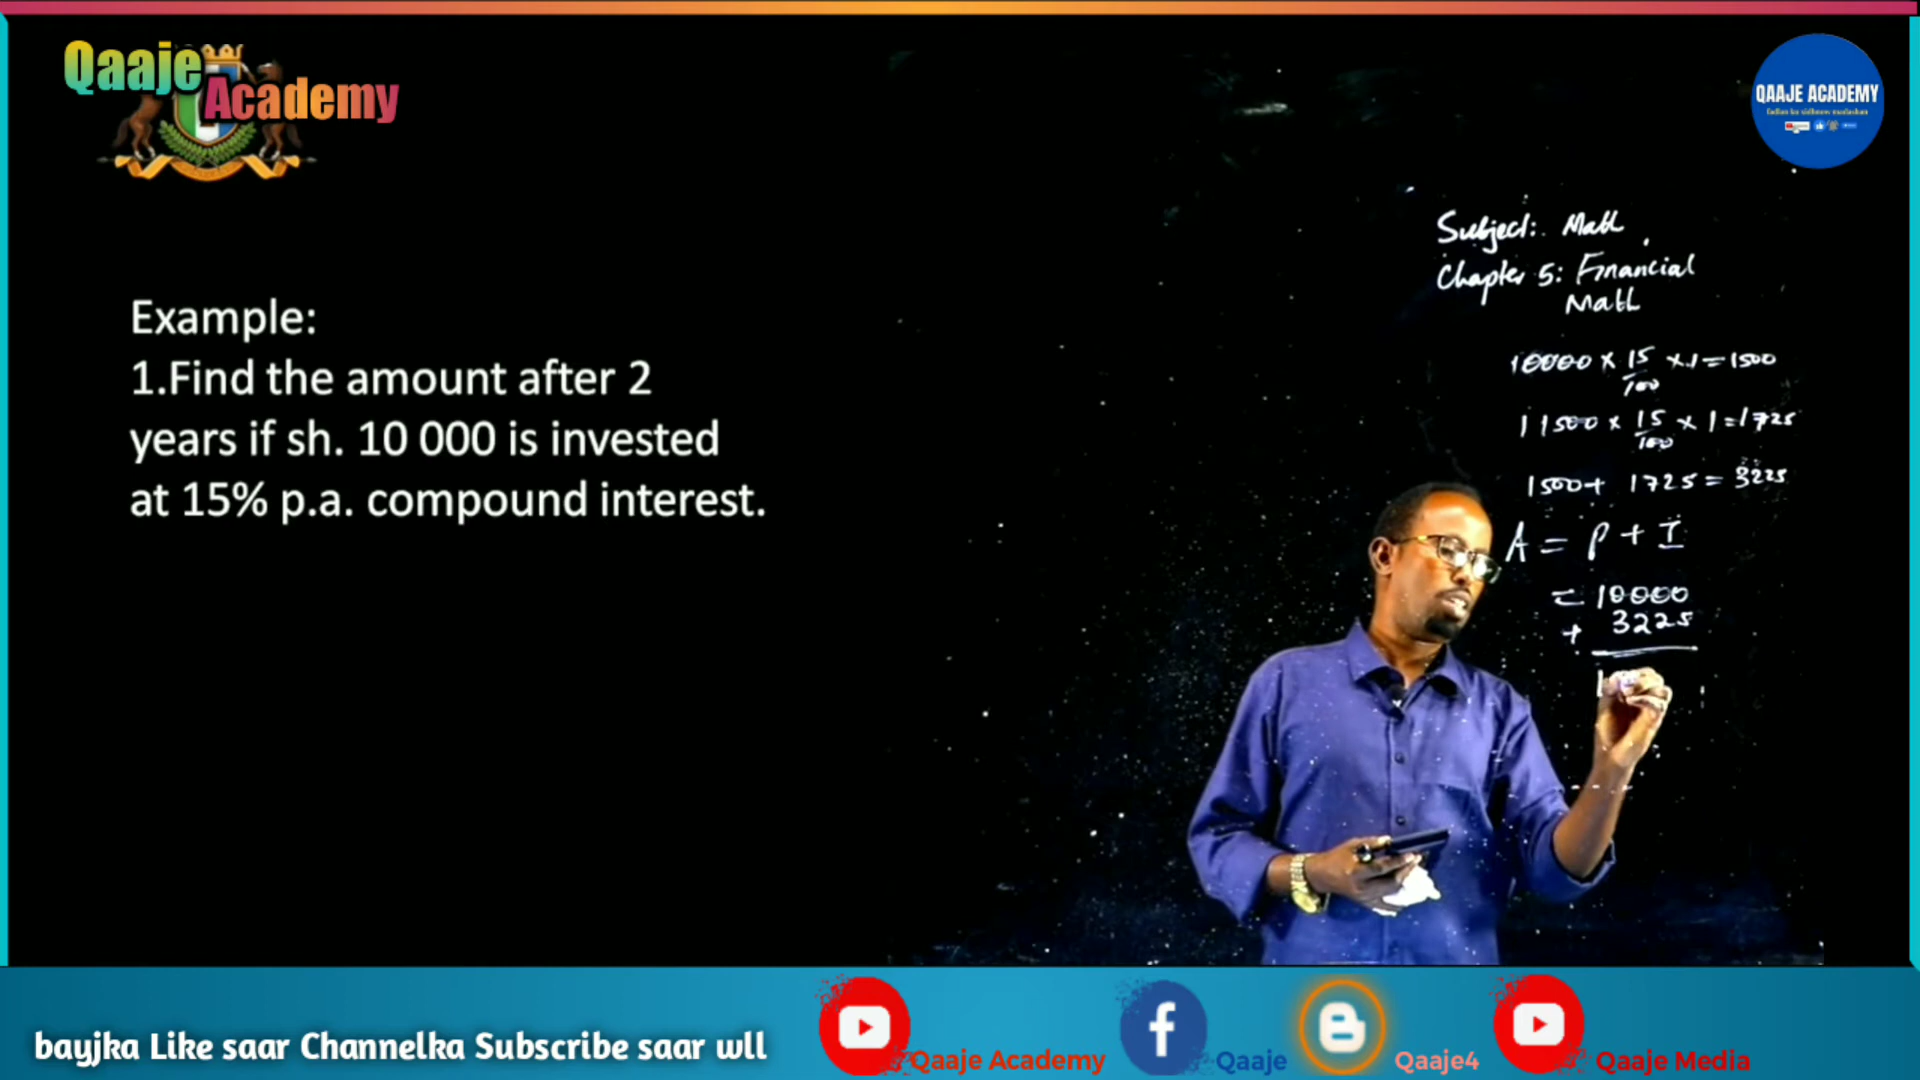 Qaaje
Academy
QAAJE ACADEMY
Example:
1.Find the amount after 2
years if sh. 10 000 is invested
at 15% p.a. compound interest.
Subject: Math
Chapter 5: Financial
Math
10000 × 15/100 × 1 = 1500
11500 × 15/100 × 1 = 1725
1500 + 1725 = 3225
A = P + I
= 10000
+ 3225
bayjka Like saar Channelka Subscribe saar wll
Qaaje Academy
Qaaje
Qaaje4
Qaaje Media